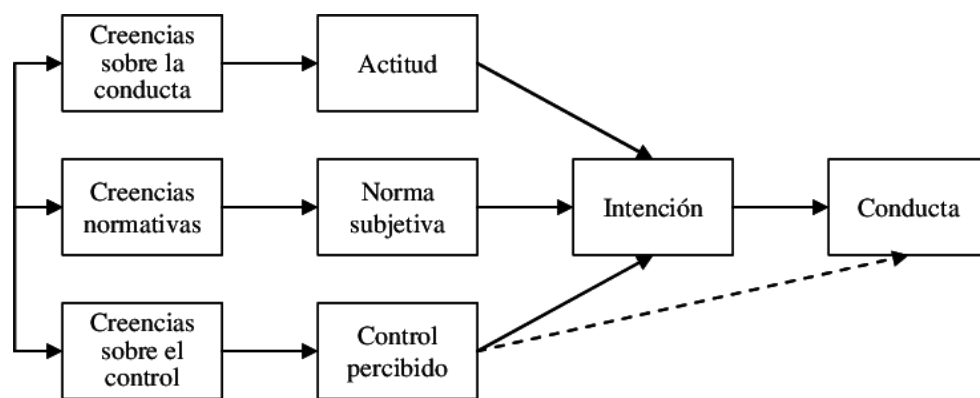 Creencias
sobre la
conducta
Actitud
Creencias
normativas
Norma
subjetiva
Intención
Conducta
Creencias
sobre el
control
Control
percibido